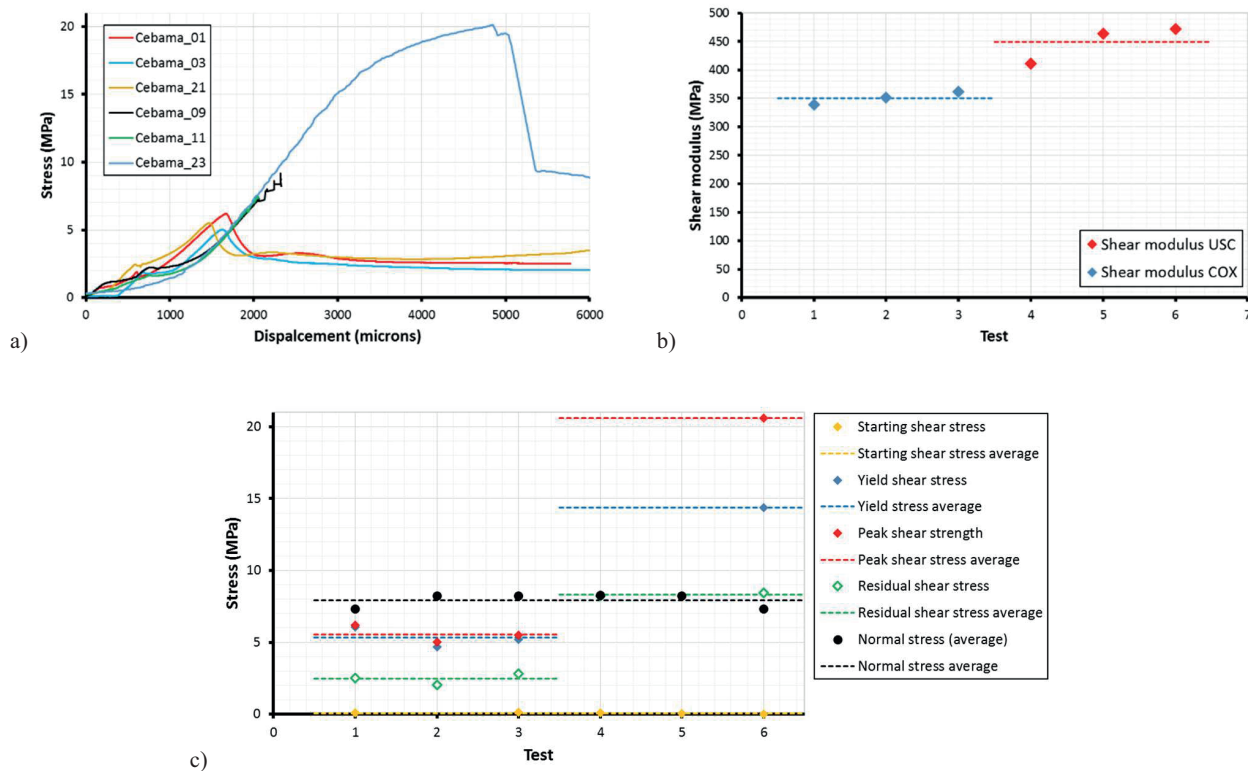 20
15
10
5
0
Stress (MPa)
Cebama_01
Cebama_03
Cebama_21
Cebama_09
Cebama_11
Cebama_23
0 1000 2000 3000 4000 5000 6000
Dispalcement (microns)
a)
500
450
400
350
300
250
200
150
100
50
0
Shear modulus (MPa)
Shear modulus USC
Shear modulus COX
0 1 2 3 4 5 6 7
Test
b)
20
15
10
5
0
Stress (MPa)
0 1 2 3 4 5 6
Test
Starting shear stress
Starting shear stress average
Yield shear stress
Yield stress average
Peak shear strength
Peak shear stress average
Residual shear stress
Residual shear stress average
Normal stress (average)
Normal stress average
c)